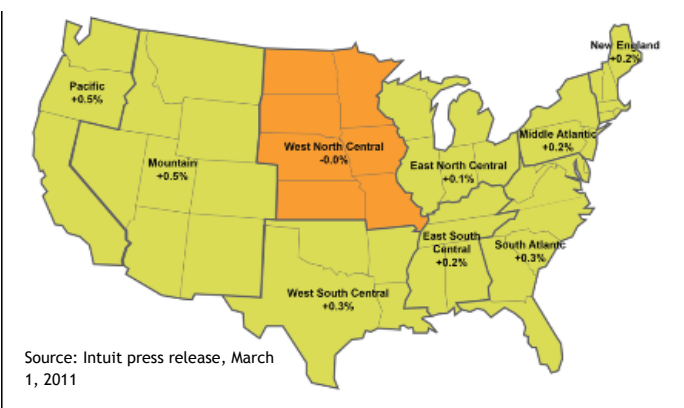 New England
+0.2%
Pacific
+0.5%
Middle Atlantic
+0.2%
West North Central
-0.0%
Mountain
+0.5%
East North Central
+0.1%
East South
Central
+0.2%
South Atlantic
+0.3%
West South Central
+0.3%
Source: Intuit press release, March
1, 2011